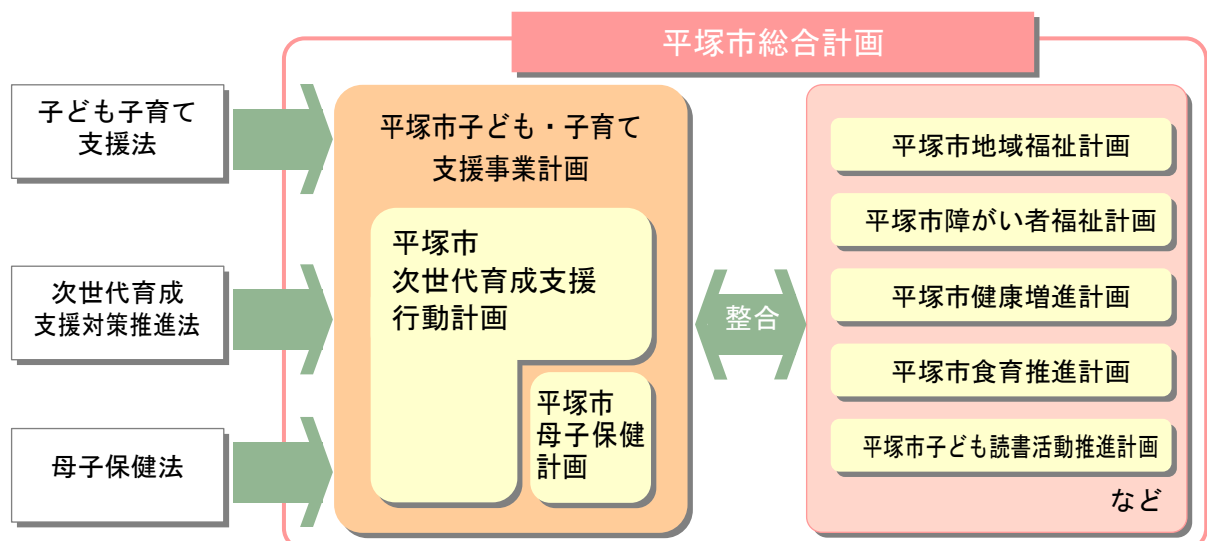 平塚市総合計画
子ども子育て
支援法
次世代育成
支援対策推進法
母子保健法
平塚市子ども・子育て
支援事業計画
平塚市
次世代育成支援
行動計画
平塚市
母子保健
計画
整合
平塚市地域福祉計画
平塚市障がい者福祉計画
平塚市健康増進計画
平塚市食育推進計画
平塚市子ども読書活動推進計画
など